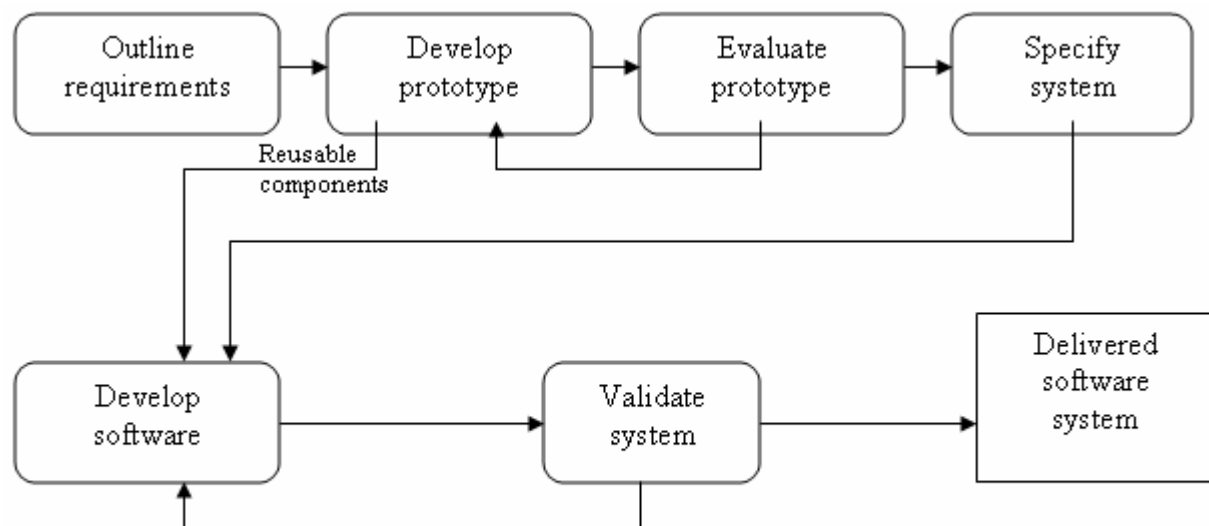 Outline
requirements
Develop
prototype
Evaluate
prototype
Specify
system
Reusable
components
Develop
software
Validate
system
Delivered
software
system